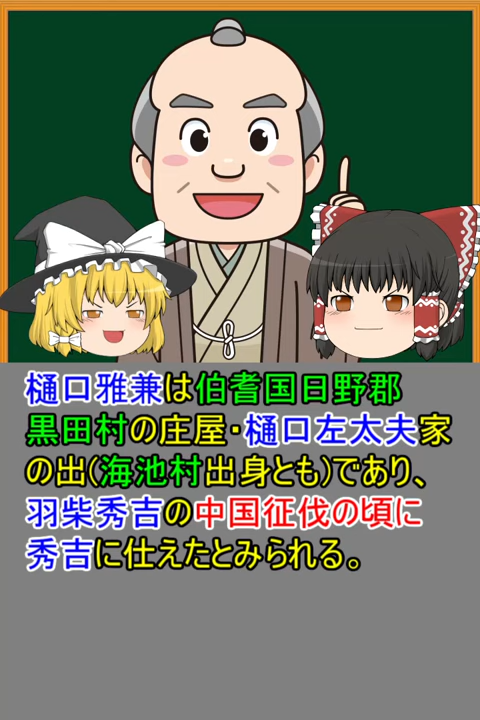 樋口雅兼は伯耆国日野郡
黒田村の庄屋・樋口左太夫家
の出(海池村出身とも)であり、
羽柴秀吉の中国征伐の頃に
秀吉に仕えたとみられる。